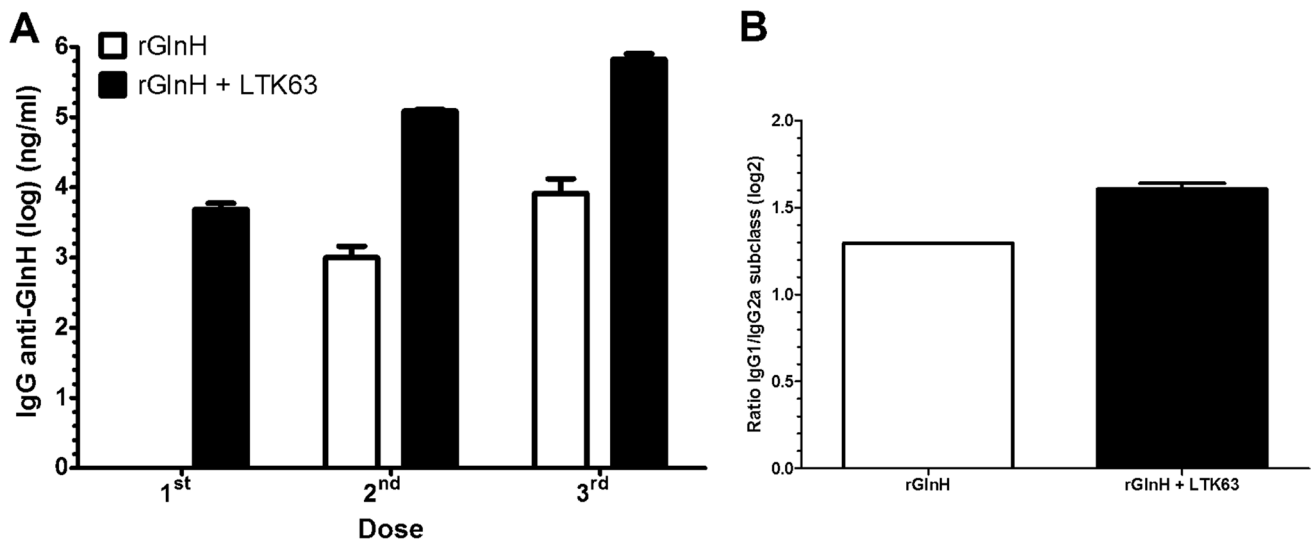 A
IgG anti-GlnH (log) (ng/ml)
6
5
4
3
2
1
0
rGlnH
rGlnH + LTK63
1st
2nd
3rd
Dose
B
Ratio IgG1/IgG2a subclass (log2)
2.0
1.5
1.0
0.5
0.0
rGlnH
rGlnH + LTK63